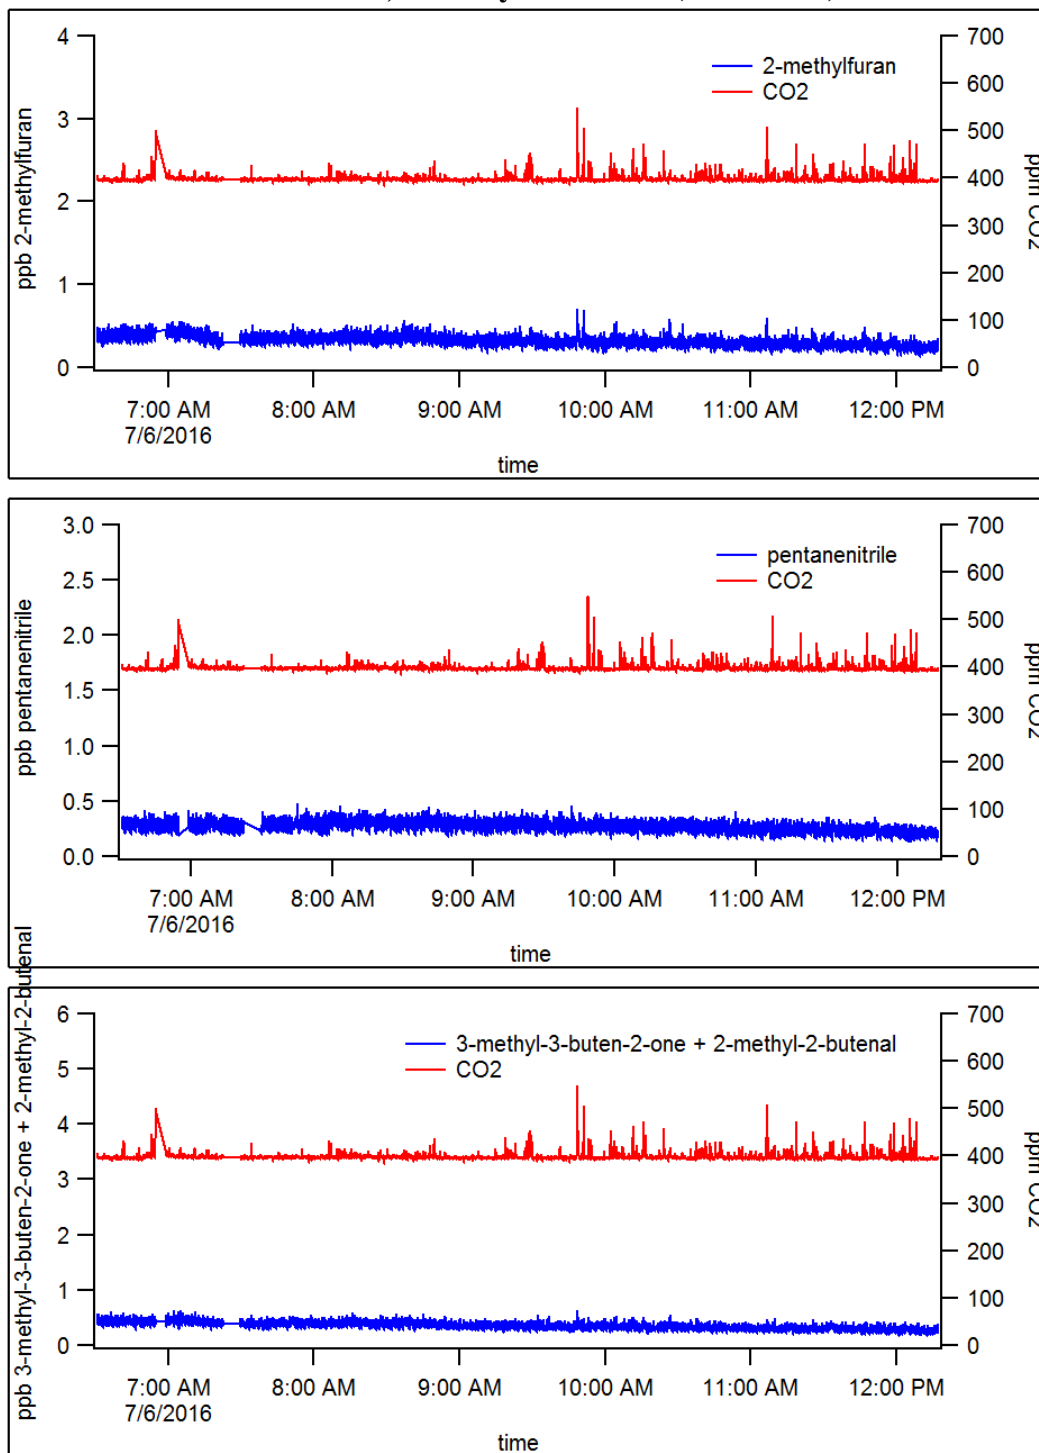 4
3
2
1
0
ppb 2-methylfuran
2-methylfuran
CO2
700
600
500
400
300
200
100
0
ppm CO2
7:00 AM
8:00 AM
9:00 AM
10:00 AM
11:00 AM
12:00 PM
7/6/2016
time
3.0
2.5
2.0
1.5
1.0
0.5
0.0
ppb pentanenitrile
pentanenitrile
CO2
700
600
500
400
300
200
100
0
ppm CO2
7:00 AM
8:00 AM
9:00 AM
10:00 AM
11:00 AM
12:00 PM
7/6/2016
time
6
5
4
3
2
1
0
ppb 3-methyl-3-buten-2-one + 2-methyl-2-butenal
3-methyl-3-buten-2-one + 2-methyl-2-butenal
CO2
700
600
500
400
300
200
100
0
ppm CO2
7:00 AM
8:00 AM
9:00 AM
10:00 AM
11:00 AM
12:00 PM
7/6/2016
time